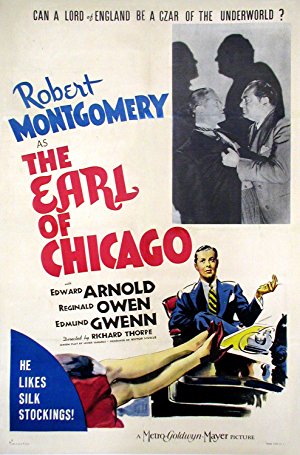 CAN A LORD of ENGLAND BE A CZAR OF THE UNDERWORLD?
Robert
MONTGOMERY
AS
THE
EARL
OF
CHICAGO
with
EDWARD ARNOLD
REGINALD OWEN
EDMUND GWENN
Directed by RICHARD THORPE
HE
LIKES
SILK
STOCKINGS!
A Metro-Goldwyn-Mayer PICTURE